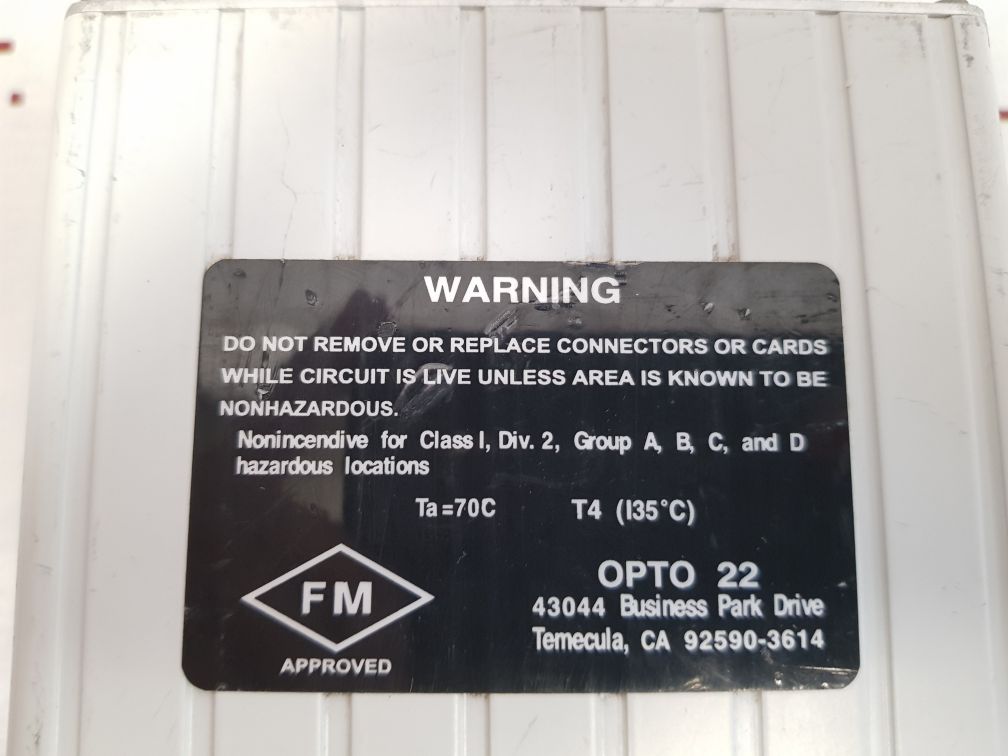 WARNING
DO NOT REMOVE OR REPLACE CONNECTORS OR CARDS
WHILE CIRCUIT IS LIVE UNLESS AREA IS KNOWN TO BE
NONHAZARDOUS.
Nonincendive for Class I, Div. 2, Group A, B, C, and D
hazardous locations
Ta=70C T4 (135°C)
FM
APPROVED
OPTO 22
43044 Business Park Drive
Temecula, CA 92590-3614